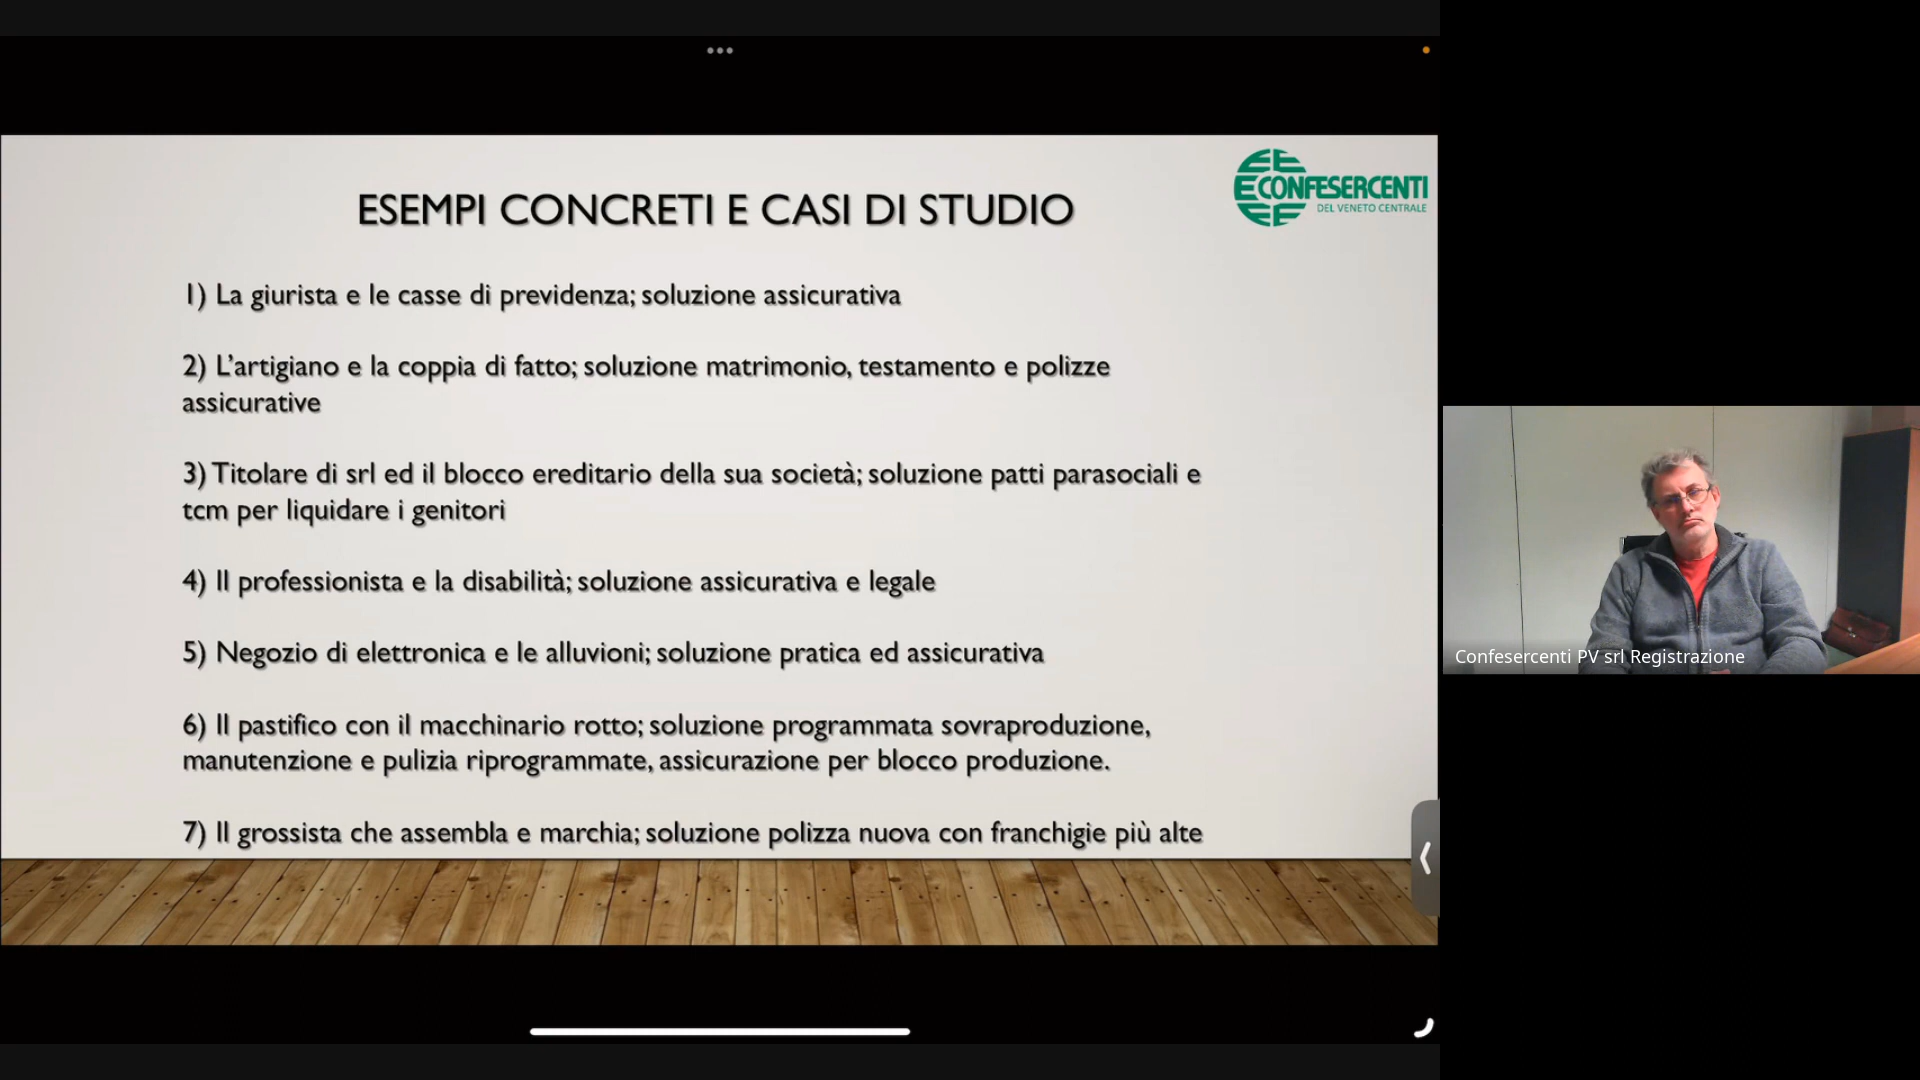 ESEMPI CONCRETI E CASI DI STUDIO
CONFESERCENTI
DEL VENETO CENTRALE
1) La giurista e le casse di previdenza; soluzione assicurativa
2) L’artigiano e la coppia di fatto; soluzione matrimonio, testamento e polizze
assicurative
3) Titolare di srl ed il blocco ereditario della sua società; soluzione patti parasociali e
tcm per liquidare i genitori
4) Il professionista e la disabilità; soluzione assicurativa e legale
5) Negozio di elettronica e le alluvioni; soluzione pratica ed assicurativa
6) Il pastifico con il macchinario rotto; soluzione programmata sovraproduzione,
manutenzione e pulizia riprogrammate, assicurazione per blocco produzione.
7) Il grossista che assembla e marchia; soluzione polizza nuova con franchigie più alte
Confesercenti PV srl Registrazione